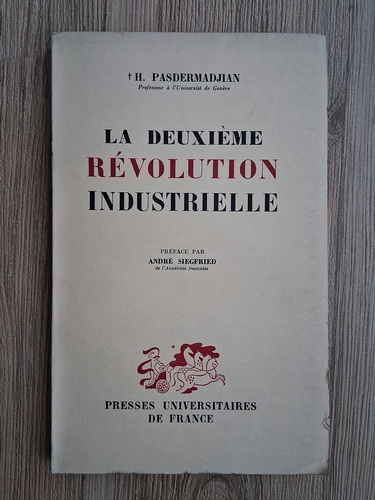 † H. PASDERMADJIAN
Professeur à l'Université de Genève
LA DEUXIÈME
RÉVOLUTION
INDUSTRIELLE
PRÉFACE PAR
ANDRÉ SIEGFRIED
de l'Académie française
PRESSES UNIVERSITAIRES
DE FRANCE